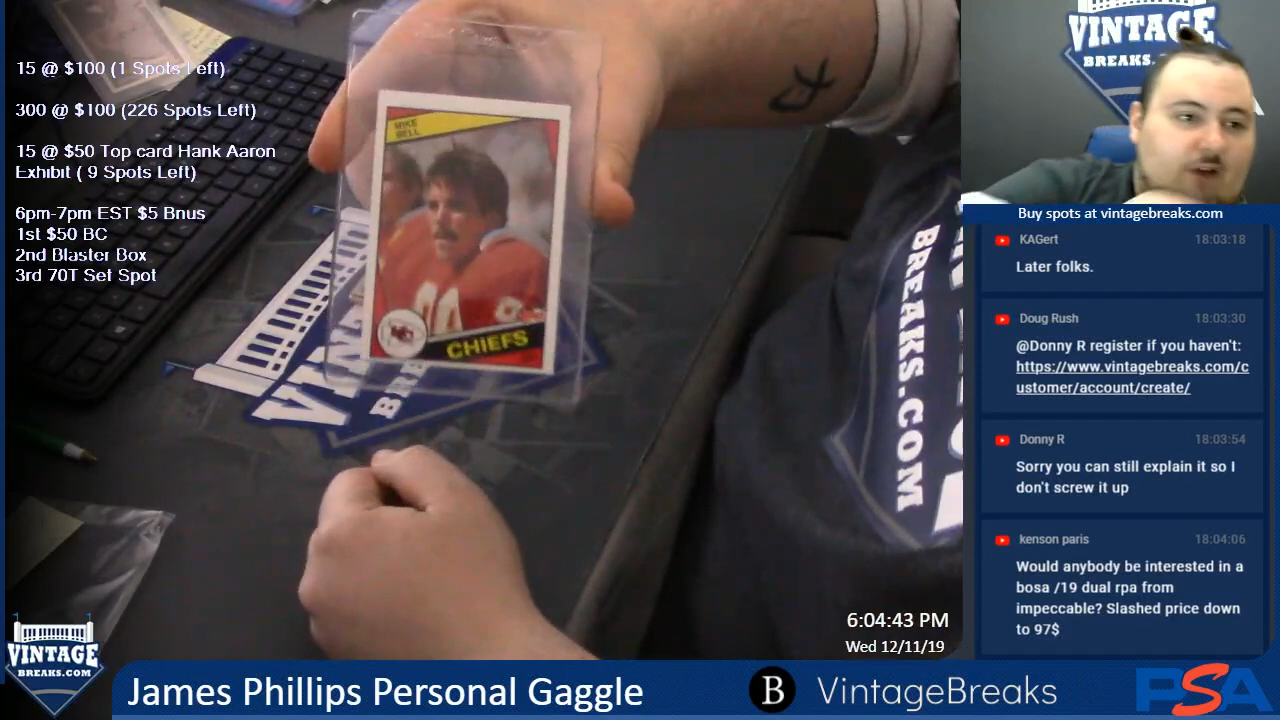 15 @ $100 (1 Spots Left)
300 @ $100 (226 Spots Left)
15 @ $50 Top card Hank Aaron
Exhibit ( 9 Spots Left)
6pm-7pm EST $5 Bnus
1st $50 BC
2nd Blaster Box
3rd 70T Set Spot
MIKE
BELL
CHIEFS
BREAKS.COM
VINTAGE
BREAKS.
Buy spots at vintagebreaks.com
KAGert 18:03:18
Later folks.
Doug Rush 18:03:30
@Donny R register if you haven't:
https://www.vintagebreaks.com/c
ustomer/account/create/
Donny R 18:03:54
Sorry you can still explain it so I
don't screw it up
kenson paris 18:04:06
Would anybody be interested in a
bosa /19 dual rpa from
impeccable? Slashed price down
to 97$
6:04:43 PM
Wed 12/11/19
VINTAGE
BREAKS.COM
James Phillips Personal Gaggle
B VintageBreaks
PSA